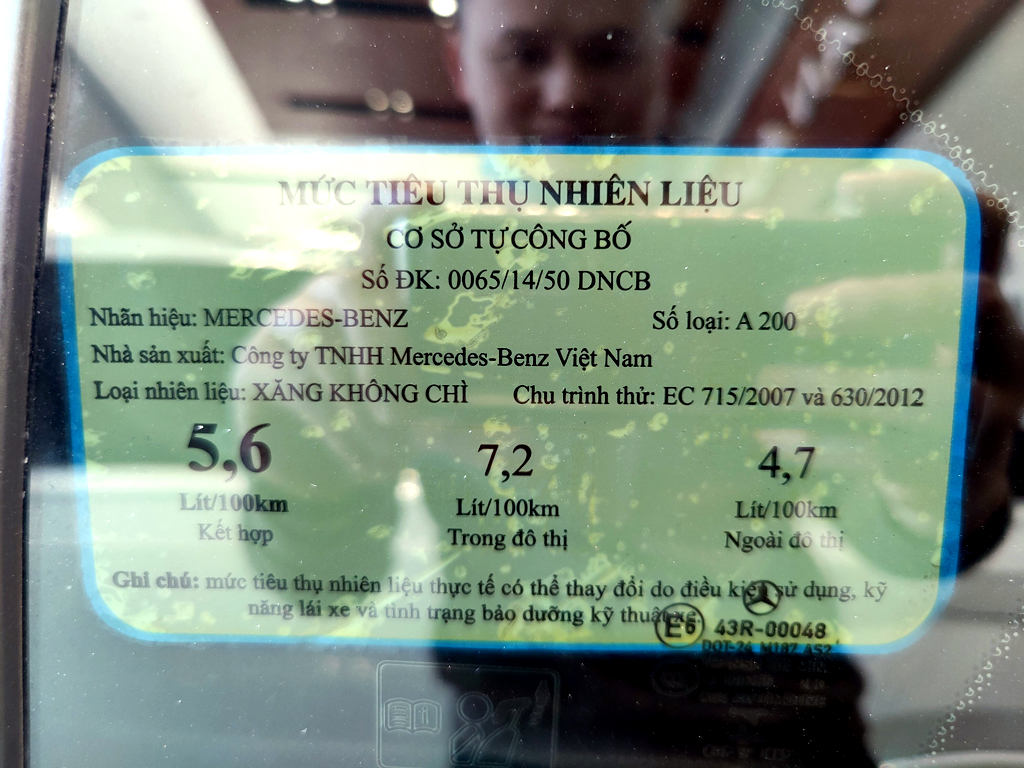 MỨC TIÊU THỤ NHIÊN LIỆU
CƠ SỞ TỰ CÔNG BỐ
Số ĐK: 0065/14/50 DNCB
Nhãn hiệu: MERCEDES-BENZ Số loại: A 200
Nhà sản xuất: Công ty TNHH Mercedes-Benz Việt Nam
Loại nhiên liệu: XĂNG KHÔNG CHÌ Chu trình thử: EC 715/2007 và 630/2012
5,6 7,2 4,7
Lít/100km Lít/100km Lít/100km
Kết hợp Trong đô thị Ngoài đô thị
Ghi chú: mức tiêu thụ nhiên liệu thực tế có thể thay đổi do điều kiện sử dụng, kỹ
năng lái xe và tình trạng bảo dưỡng kỹ thuật xe.
E6 43R-00048
DOT-24 M187 AS2